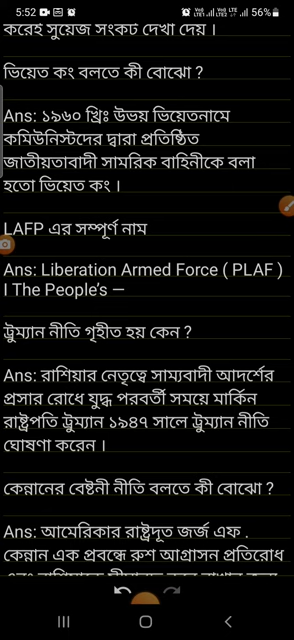 5:52
56%
করেই সুয়েজ সংকট দেখা দেয় ।
ভিয়েত কং বলতে কী বোঝো ?
Ans: ১৯৬০ খ্রিঃ উভয় ভিয়েতনামে
কমিউনিস্টদের দ্বারা প্রতিষ্ঠিত
জাতীয়তাবাদী সামরিক বাহিনীকে বলা
হতো ভিয়েত কং ।
LAFP এর সম্পূর্ণ নাম
Ans: Liberation Armed Force ( PLAF )
। The People's —
ট্রুম্যান নীতি গৃহীত হয় কেন ?
Ans: রাশিয়ার নেতৃত্বে সাম্যবাদী আদর্শের
প্রসার রোধে যুদ্ধ পরবর্তী সময়ে মার্কিন
রাষ্ট্রপতি ট্রুম্যান ১৯৪৭ সালে ট্রুম্যান নীতি
ঘোষণা করেন ।
কেন্নানের বেষ্টনী নীতি বলতে কী বোঝো ?
Ans: আমেরিকার রাষ্ট্রদূত জর্জ এফ .
কেন্নান এক প্রবন্ধে রুশ আগ্রাসন প্রতিরোধ